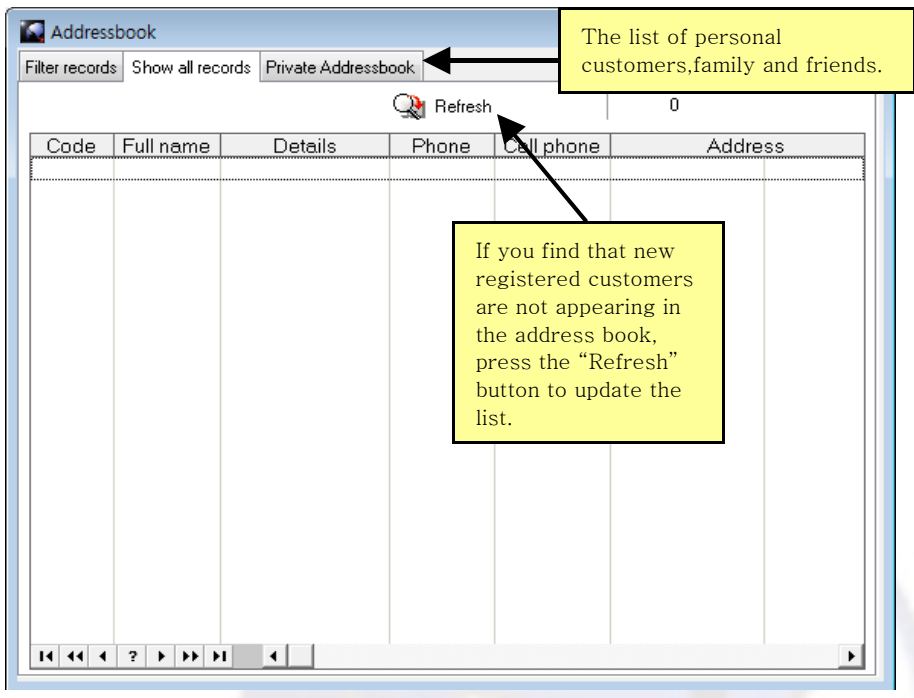 Addressbook
The list of personal
customers,family and friends.
Filter records Show all records Private Addressbook
Refresh 0
Code Full name Details Phone Cell phone Address
If you find that new
registered customers
are not appearing in
the address book,
press the “Refresh”
button to update the
list.
?